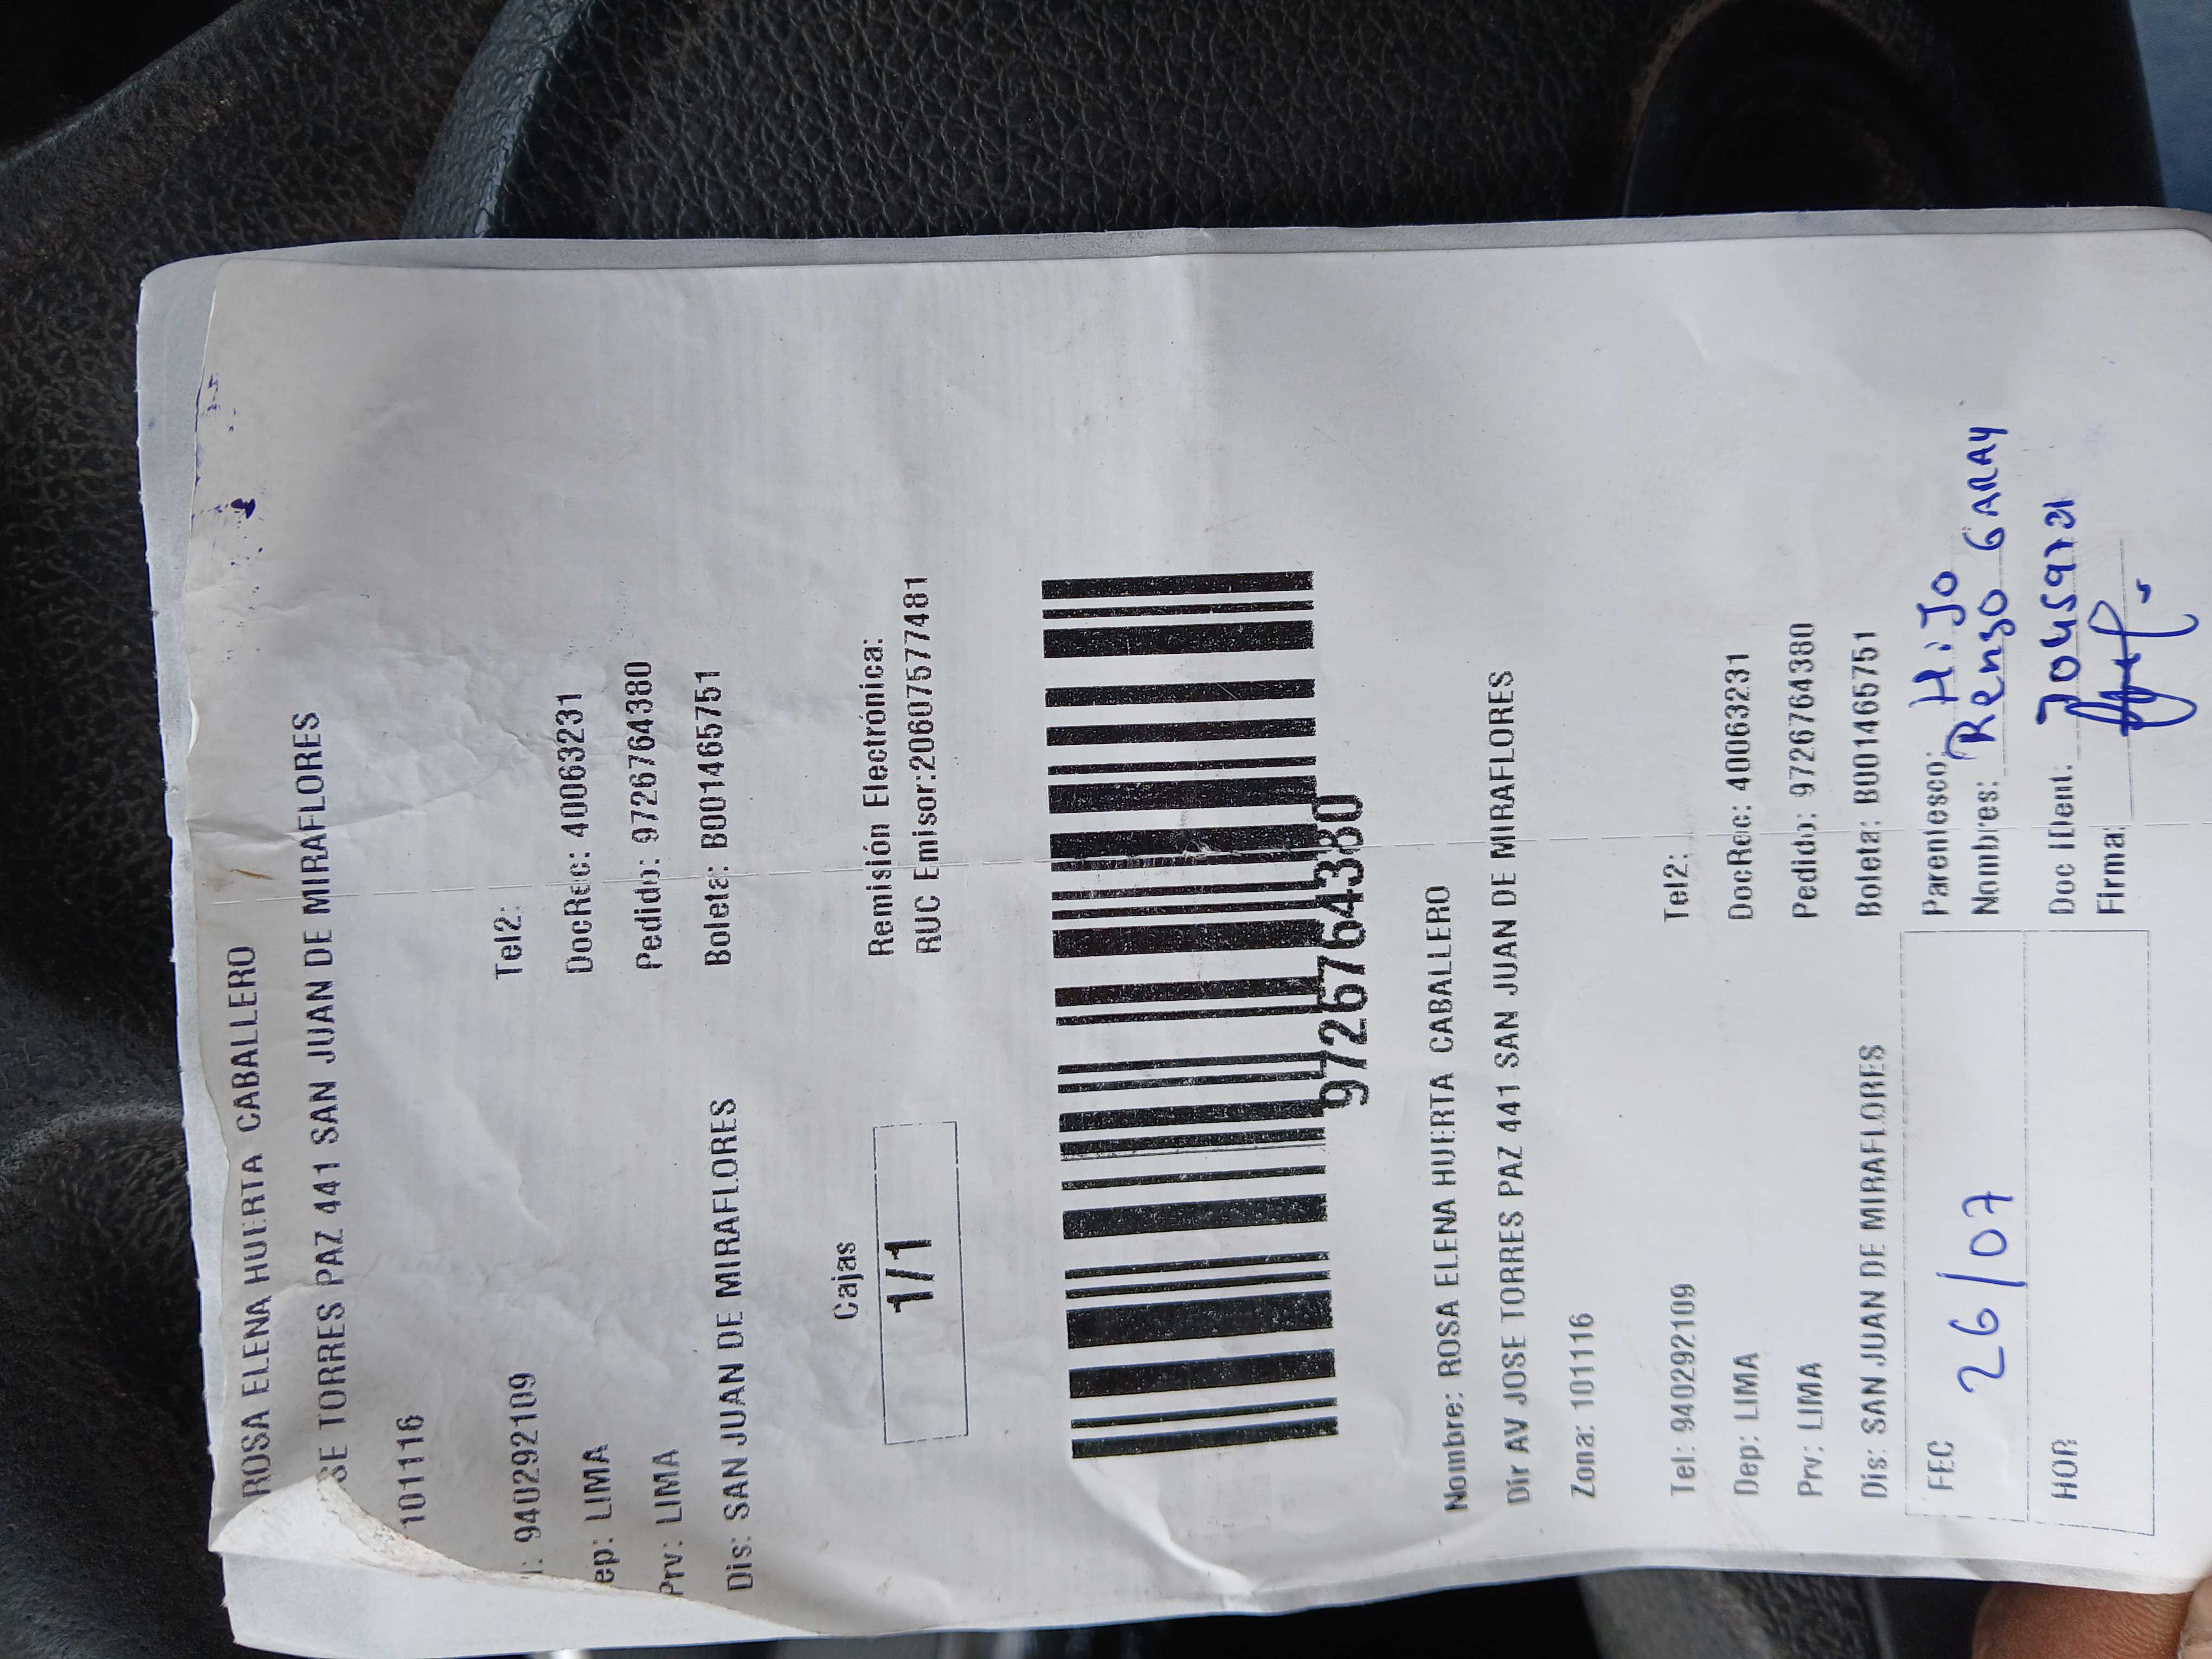 ROSA ELENA HUERTA CABALLERO
SE TORRES PAZ 441 SAN JUAN DE MIRAFLORES
101116
: 940292109 Tel2:
ep: LIMA DocRec: 40063231
Prv: LIMA Pedido: 9726764380
Dis: SAN JUAN DE MIRAFLORES Boleta: B001465751
Cajas
1/1
Remisión Electrónica:
RUC Emisor:20607577481
9726764380
Nombre: ROSA ELENA HUERTA CABALLERO
Dir AV JOSE TORRES PAZ 441 SAN JUAN DE MIRAFLORES
Zona: 101116
Tel: 940292109 Tel2:
Dep: LIMA DocRec: 40063231
Prv: LIMA Pedido: 9726764380
Dis: SAN JUAN DE MIRAFLORES Boleta: B001465751
FEC 26/07
HOR
Parentesco: HiJO
Nombres: Renzo GARAY
Doc IDent:
Firma: